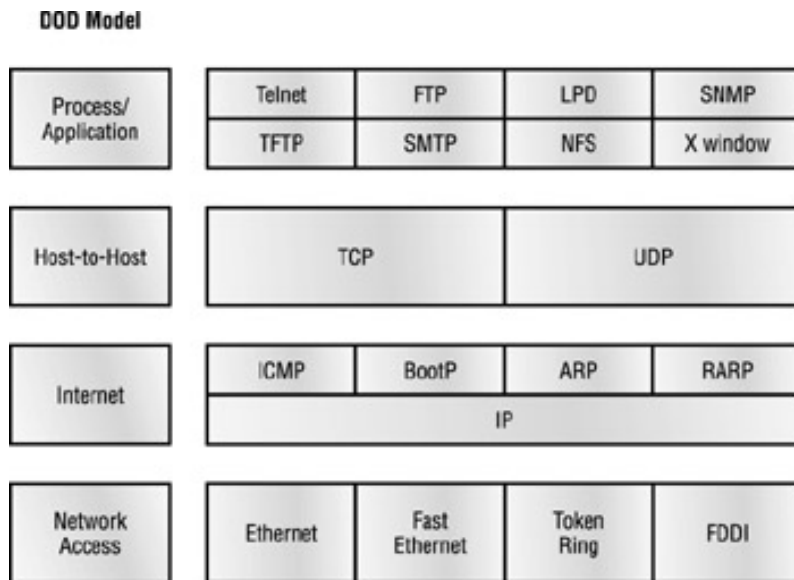 DOD Model
Process/
Application
Telnet
FTP
LPD
SNMP
TFTP
SMTP
NFS
X window
Host-to-Host
TCP
UDP
Internet
ICMP
BootP
ARP
RARP
IP
Network
Access
Ethernet
Fast
Ethernet
Token
Ring
FDDI